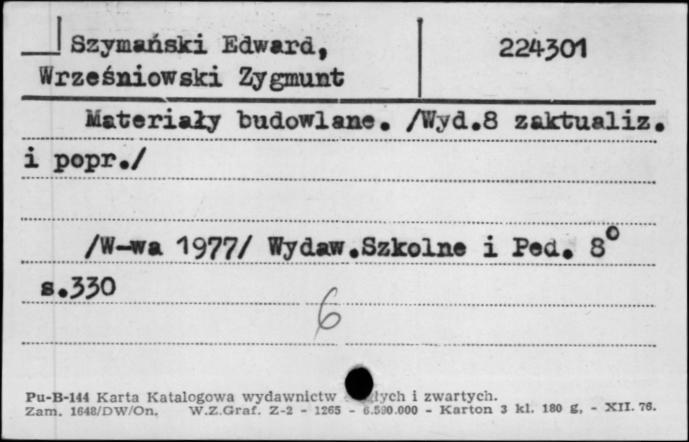 Szymański Edward, 224301
Wrześniowski Zygmunt
Materiały budowlane. /Wyd.8 zaktualiz.
i popr./
/W-wa 1977/ Wydaw.Szkolne i Ped. 8°
s.330
6
Pu-B-144 Karta Katalogowa wydawnictw i zwartych.
Zam. 1648/DW/On. W.Z.Graf. Z-2 - 1265 - 6.500.000 - Karton 3 kl. 180 g, - XII. 76.